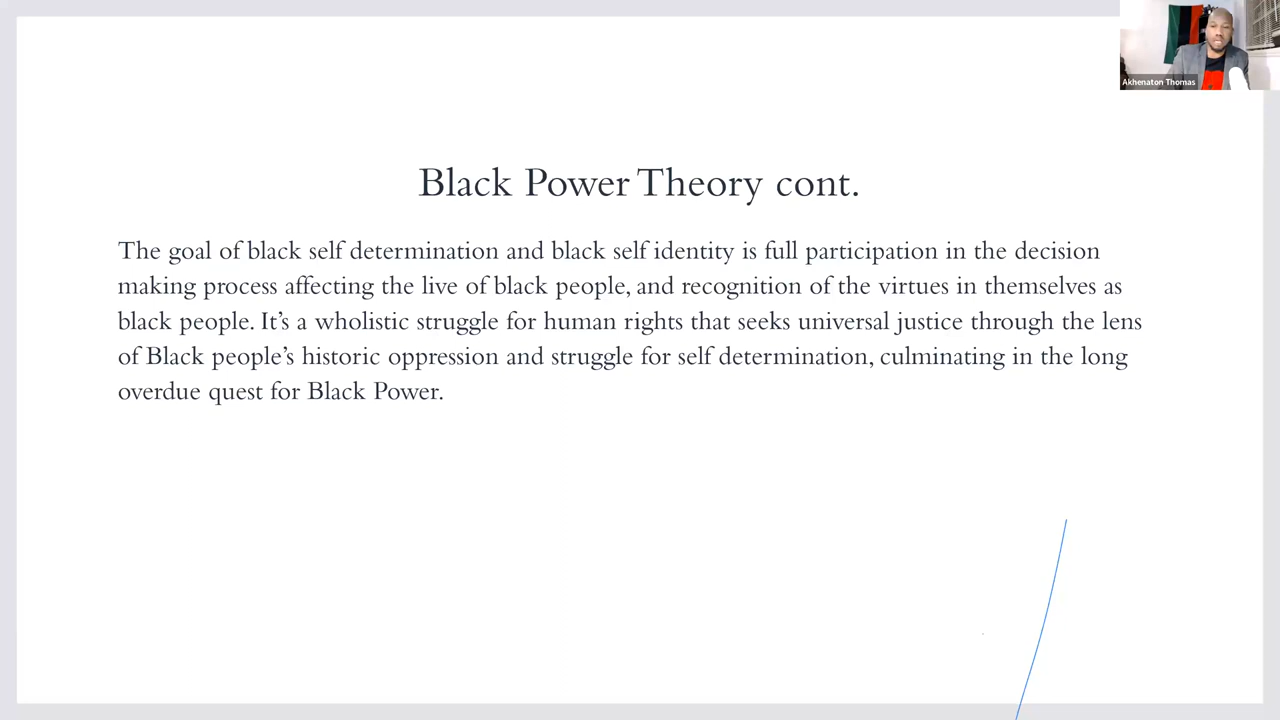 Akhenaton Thomas
Black Power Theory cont.
The goal of black self determination and black self identity is full participation in the decision
making process affecting the live of black people, and recognition of the virtues in themselves as
black people. It’s a wholistic struggle for human rights that seeks universal justice through the lens
of Black people’s historic oppression and struggle for self determination, culminating in the long
overdue quest for Black Power.